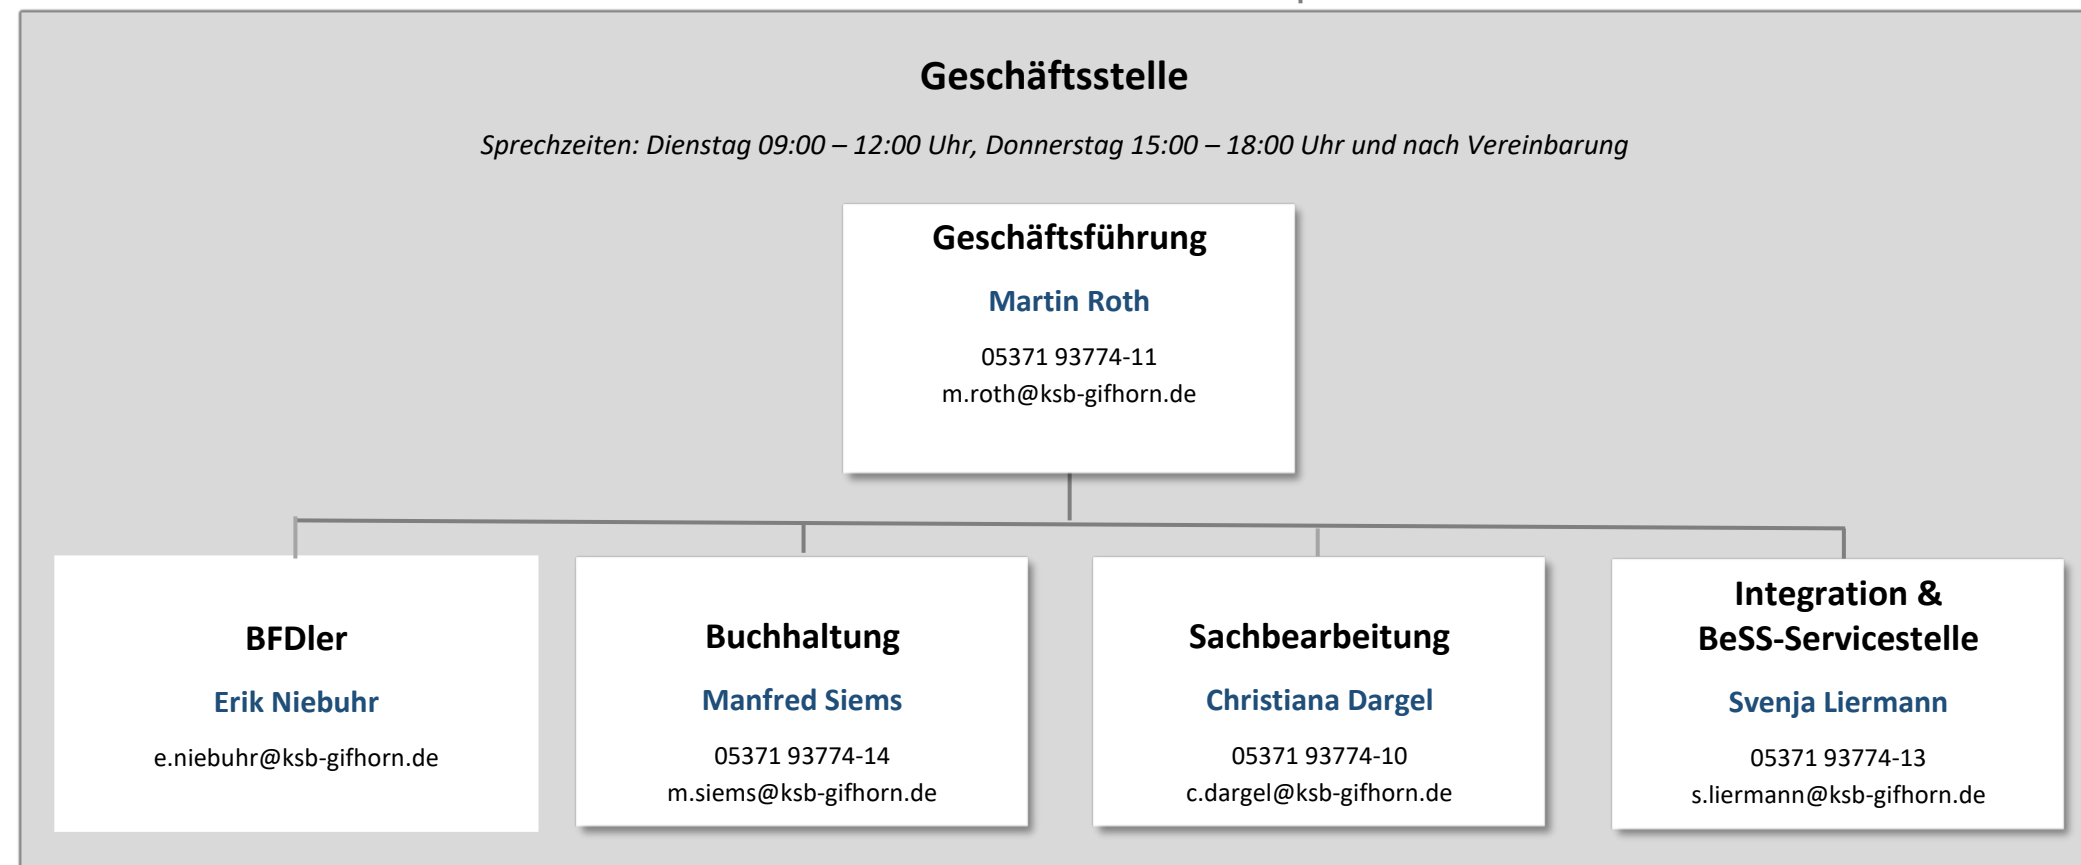 Geschäftsstelle
Sprechzeiten: Dienstag 09:00 – 12:00 Uhr, Donnerstag 15:00 – 18:00 Uhr und nach Vereinbarung
Geschäftsführung
Martin Roth
05371 93774-11
m.roth@ksb-gifhorn.de
BFDler
Erik Niebuhr
e.niebuhr@ksb-gifhorn.de
Buchhaltung
Manfred Siems
05371 93774-14
m.siems@ksb-gifhorn.de
Sachbearbeitung
Christiana Dargel
05371 93774-10
c.dargel@ksb-gifhorn.de
Integration &
BeSS-Servicestelle
Svenja Liermann
05371 93774-13
s.liermann@ksb-gifhorn.de